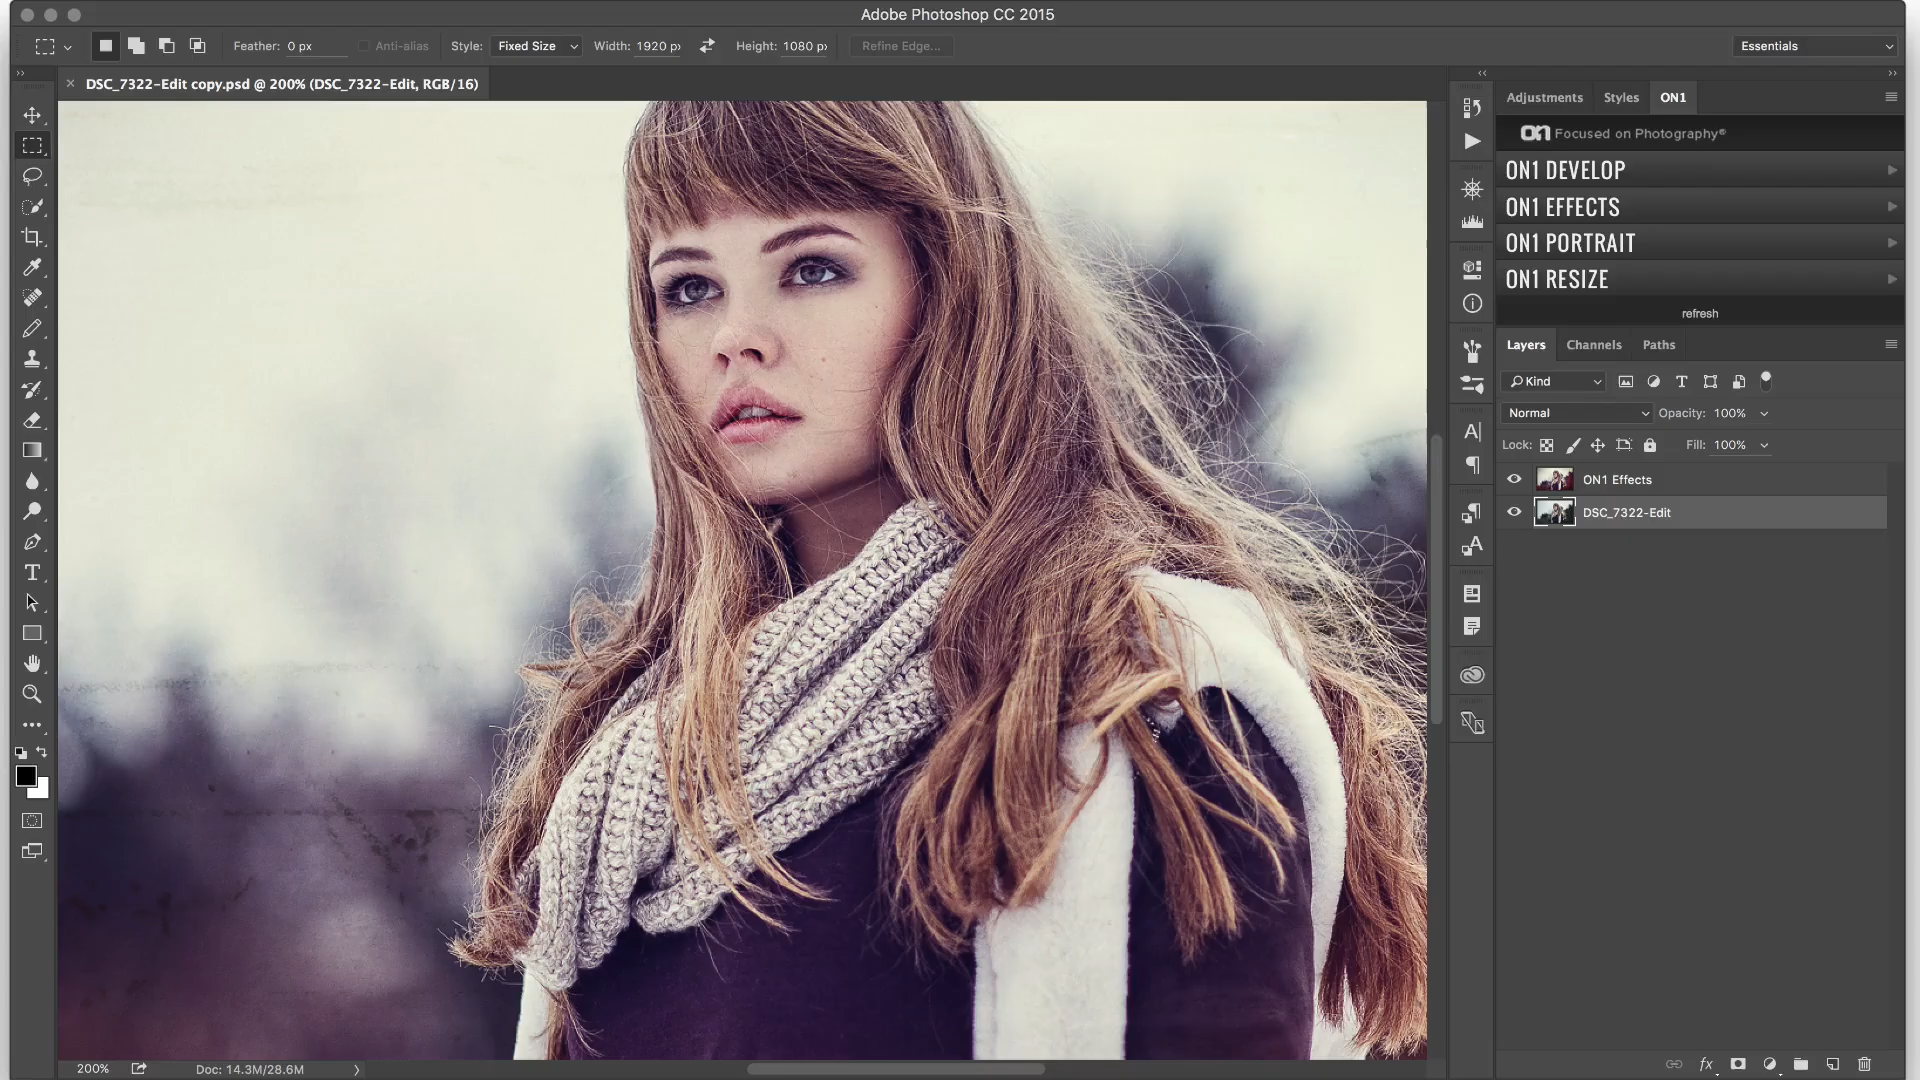 Adobe Photoshop CC 2015
Feather: 0 px Anti-alias Style: Fixed Size Width: 1920 px Height: 1080 px Refine Edge... Essentials
DSC_7322-Edit copy.psd @ 200% (DSC_7322-Edit, RGB/16)
Adjustments Styles ON1
on Focused on Photography®
ON1 DEVELOP
ON1 EFFECTS
ON1 PORTRAIT
ON1 RESIZE
refresh
Layers Channels Paths
Kind
Normal Opacity: 100%
Lock: Fill: 100%
ON1 Effects
DSC_7322-Edit
200% Doc: 14.3M/28.6M
fx